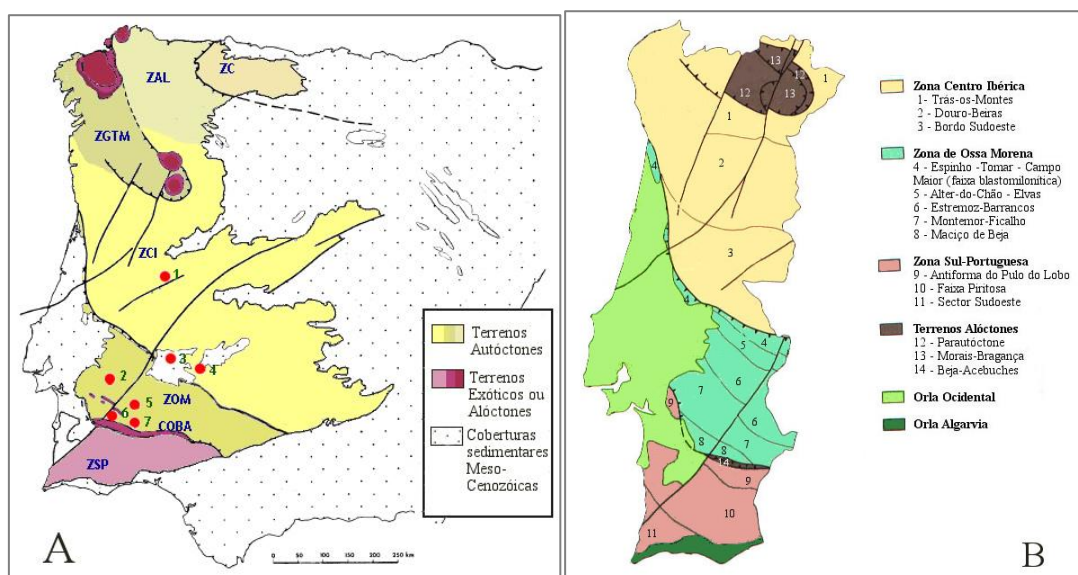 ZAL
ZC
ZGTM
ZCI
1
2
3
4
5
6
7
ZOM
COBA
ZSP
Terrenos
Autóctones
Terrenos
Exóticos ou
Alóctones
Coberturas
sedimentares
Meso-
Cenozóicas
0 50 100 150 200 250
km
A
13
12
1
12
13
1
4
2
3
4
4
5
6
7
9
6
8
8
7
14
9
10
11
Zona Centro Ibérica
1 - Trás-os-Montes
2 - Douro-Beiras
3 - Bordo Sudoeste
Zona de Ossa Morena
4 - Espinho -Tomar - Campo
Maior (faixa blastomilonítica)
5 - Alter-do-Chão - Elvas
6 - Estremoz-Barrancos
7 - Montemor-Ficalho
8 - Maciço de Beja
Zona Sul-Portuguesa
9 - Antiforma do Pulo do Lobo
10 - Faixa Piritosa
11 - Sector Sudoeste
Terrenos Alóctones
12 - Parautóctone
13 - Morais-Bragança
14 - Beja-Acebuches
Orla Ocidental
Orla Algarvia
B